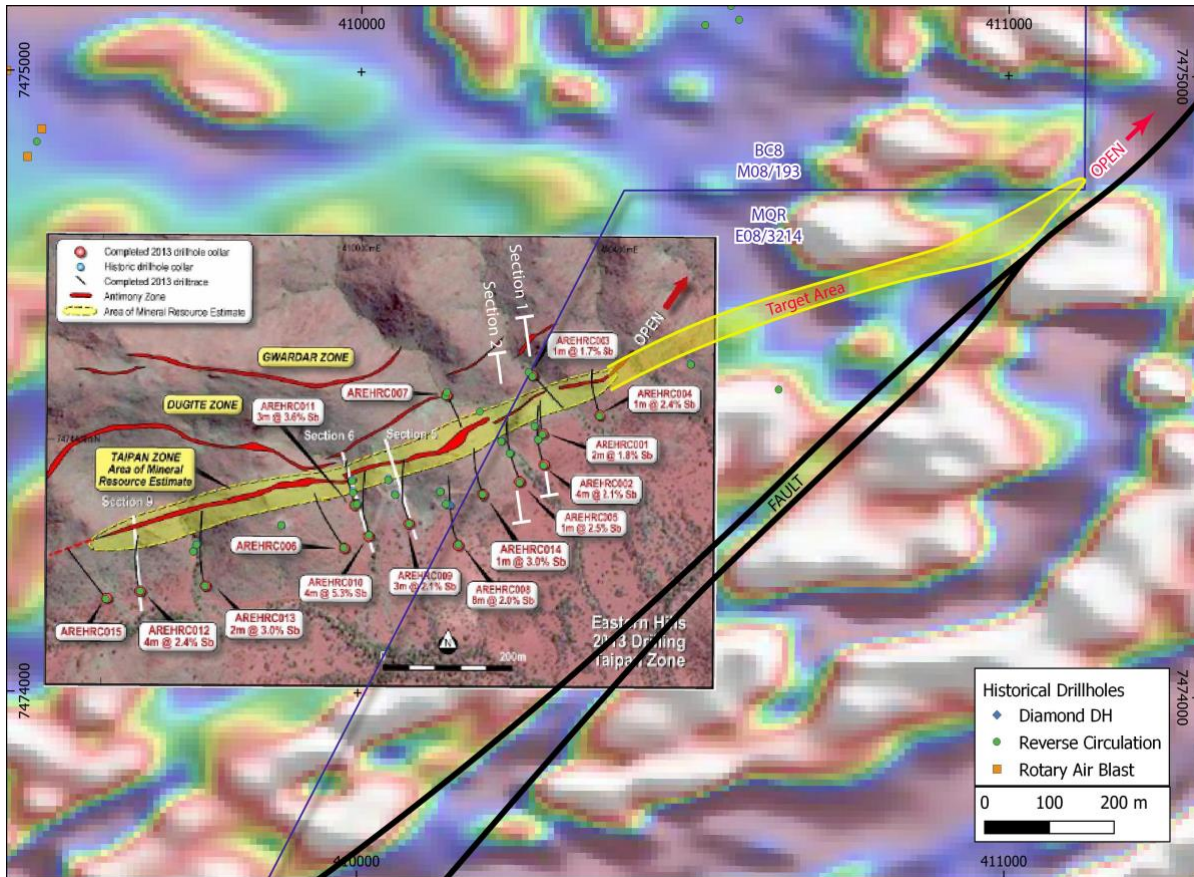 410000
411000
7475000
7475000
BC8
M08/193
MQR
E08/3214
OPEN
Target Area
FAULT
Completed 2013 drillhole collar
Historic drillhole collar
Completed 2013 drilltrace
Antimony Zone
Area of Mineral Resource Estimate
410000mE
Section 1
Section 2
OPEN
GWARDAR ZONE
AREHRC003
1m @ 1.7% Sb
AREHRC007
DUGITE ZONE
AREHRC004
1m @ 2.4% Sb
AREHRC011
3m @ 3.6% Sb
Section 6
AREHRC001
2m @ 1.8% Sb
TAIPAN ZONE
Area of Mineral
Resource Estimate
AREHRC002
4m @ 2.1% Sb
Section 9
AREHRC005
1m @ 2.5% Sb
AREHRC006
AREHRC014
1m @ 3.0% Sb
AREHRC010
4m @ 5.3% Sb
AREHRC009
3m @ 2.1% Sb
AREHRC008
6m @ 2.0% Sb
AREHRC015
AREHRC012
4m @ 2.4% Sb
AREHRC013
2m @ 3.0% Sb
N
200m
Eastern Hills
2013 Drilling
Taipan Zone
7474000
7474000
Historical Drillholes
Diamond DH
Reverse Circulation
Rotary Air Blast
0 100 200 m
410000
411000